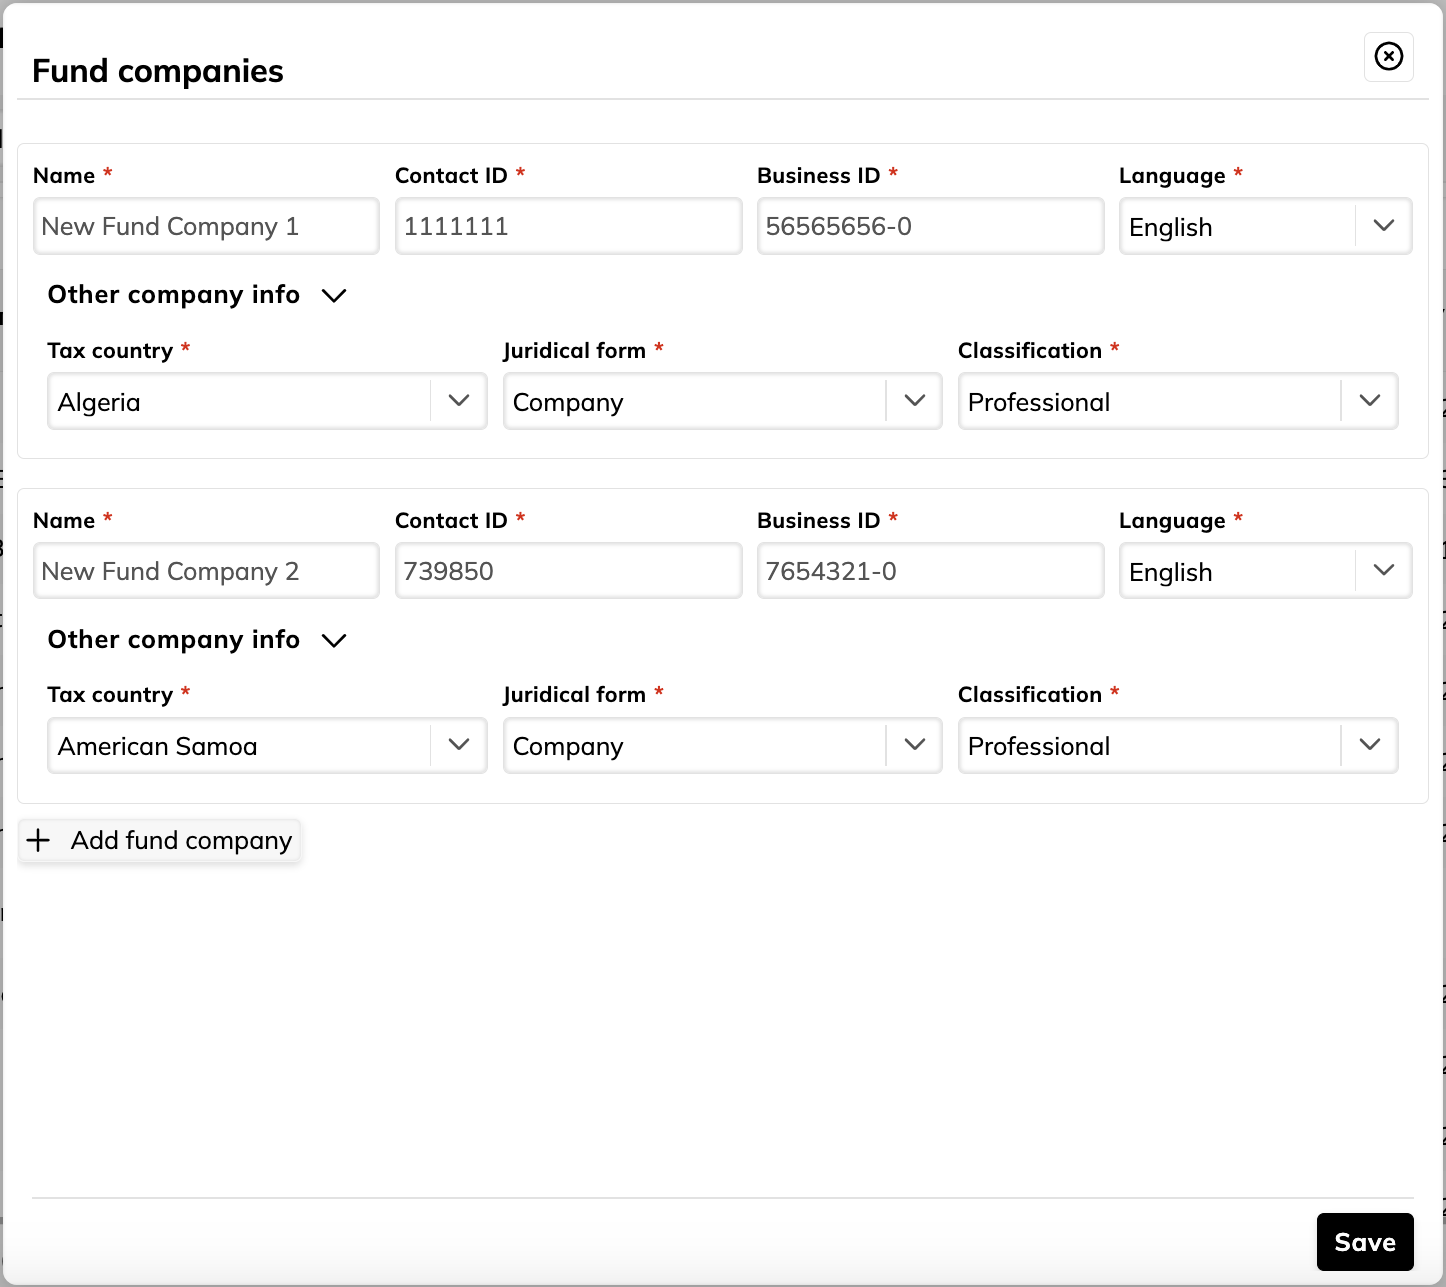 Fund companies
Name * Contact ID * Business ID * Language *
New Fund Company 1 1111111 56565656-0 English
Other company info
Tax country * Juridical form * Classification *
Algeria Company Professional
Name * Contact ID * Business ID * Language *
New Fund Company 2 739850 7654321-0 English
Other company info
Tax country * Juridical form * Classification *
American Samoa Company Professional
+ Add fund company
Save